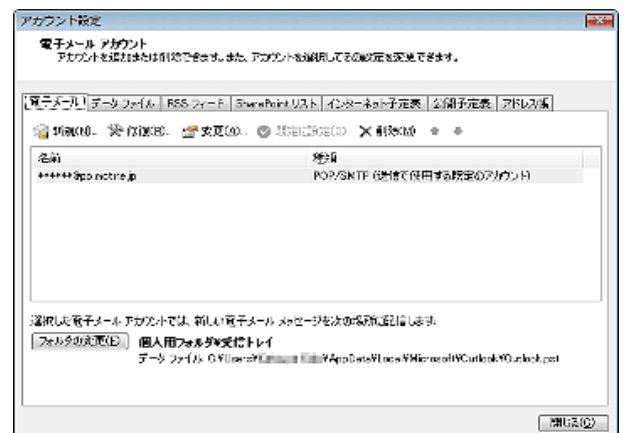 アカウント設定
電子メール アカウント
アカウントを追加または削除できます。また、アカウントを選択してその設定を変更できます。
電子メール データ ファイル RSS フィード SharePoint リスト インターネット予定表 公開予定表 アドレス帳
新規(N)... 修復(R)... 変更(A)... 既定に設定(D) 削除(M)
名前 種類
******@po.mctne.jp POP/SMTP (送信で使用する既定のアカウント)
選択した電子メール アカウントでは、新しい電子メール メッセージを次の場所に配信します:
フォルダの変更(F) 個人用フォルダ¥受信トレイ
データ ファイル: C:¥Users¥ ¥AppData¥Local¥Microsoft¥Outlook¥Outlook.pst
閉じる(C)